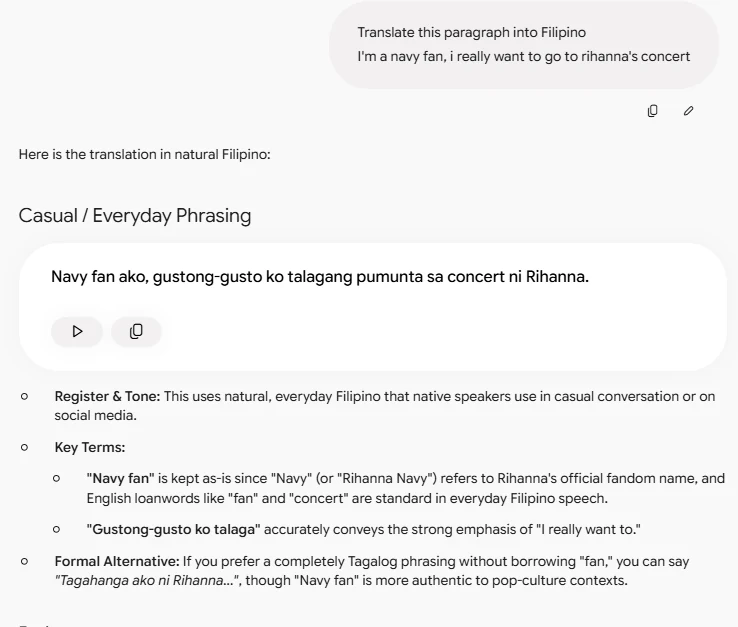 Translate this paragraph into Filipino
I'm a navy fan, i really want to go to rihanna's concert
Here is the translation in natural Filipino:
Casual / Everyday Phrasing
Navy fan ako, gustong-gusto ko talagang pumunta sa concert ni Rihanna.
Register & Tone: This uses natural, everyday Filipino that native speakers use in casual conversation or on
social media.
Key Terms:
"Navy fan" is kept as-is since "Navy" (or "Rihanna Navy") refers to Rihanna's official fandom name, and
English loanwords like "fan" and "concert" are standard in everyday Filipino speech.
"Gustong-gusto ko talaga" accurately conveys the strong emphasis of "I really want to."
Formal Alternative: If you prefer a completely Tagalog phrasing without borrowing "fan," you can say
"Tagahanga ako ni Rihanna...", though "Navy fan" is more authentic to pop-culture contexts.